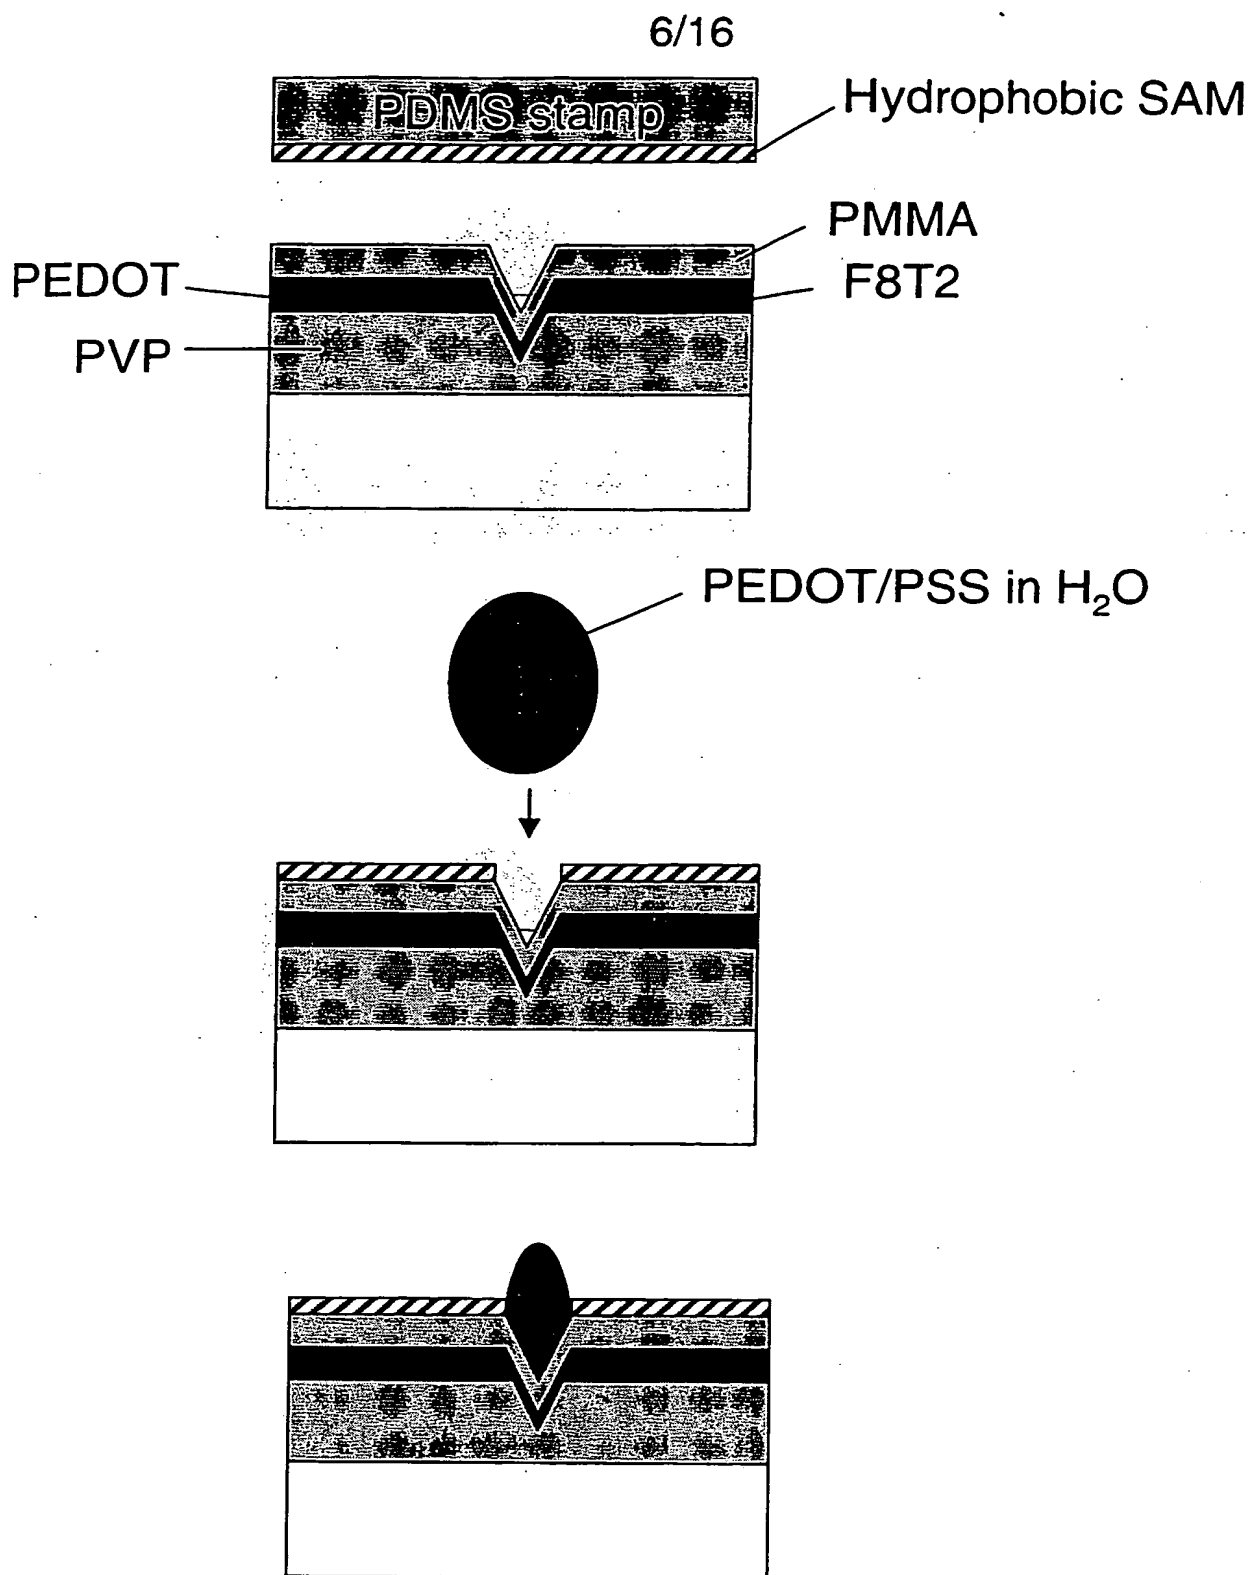 6/16
PDMS stamp
Hydrophobic SAM
PMMA
PEDOT
F8T2
PVP
PEDOT/PSS in H₂O